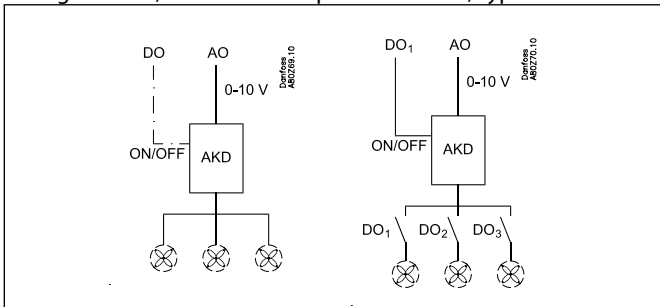 DO AO
0-10 V
Danfoss
A80Z69.10
ON/OFF AKD
DO1 AO
0-10 V
Danfoss
A80Z70.10
ON/OFF AKD
DO1 DO2 DO3